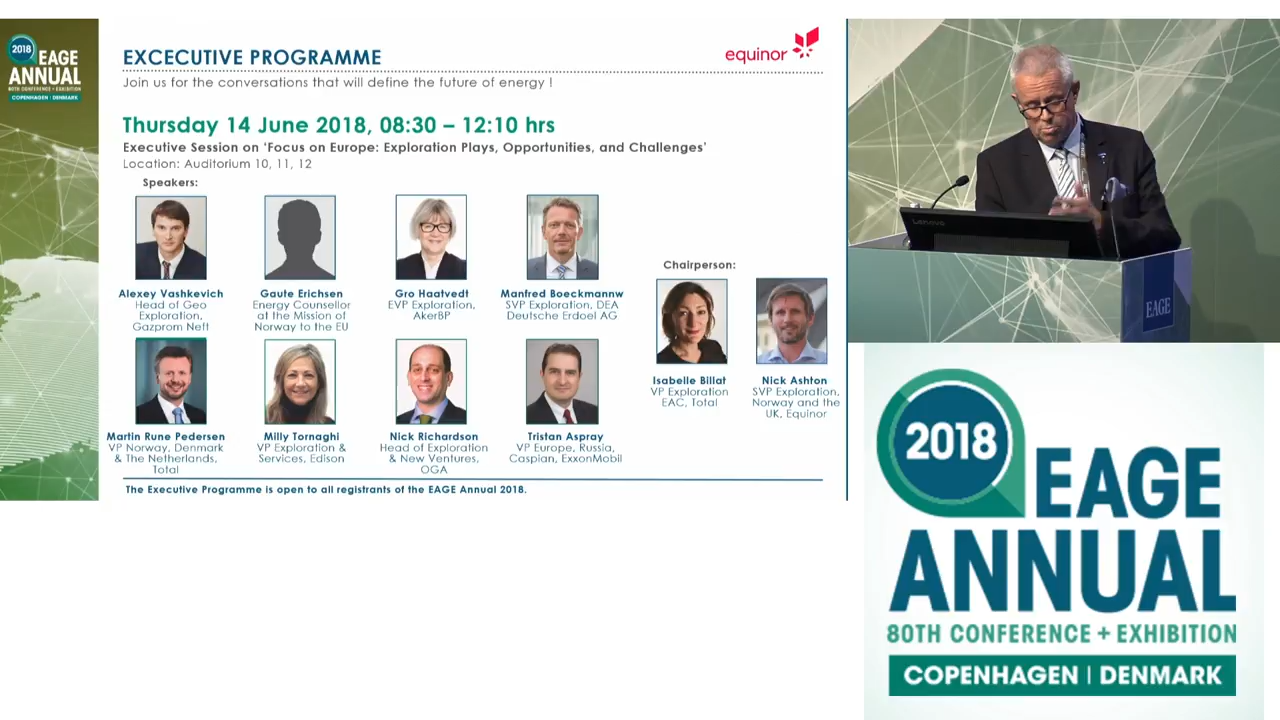 2018
EAGE
ANNUAL
80TH CONFERENCE + EXHIBITION
COPENHAGEN | DENMARK
EXCECUTIVE PROGRAMME
equinor
Join us for the conversations that will define the future of energy !
Thursday 14 June 2018, 08:30 – 12:10 hrs
Executive Session on ‘Focus on Europe: Exploration Plays, Opportunities, and Challenges’
Location: Auditorium 10, 11, 12
Speakers:
Alexey Vashkevich
Head of Geo
Exploration,
Gazprom Neft
Gaute Erichsen
Energy Counsellor
at the Mission of
Norway to the EU
Gro Haatvedt
EVP Exploration,
AkerBP
Manfred Boeckmannw
SVP Exploration, DEA
Deutsche Erdoel AG
Martin Rune Pedersen
VP Norway, Denmark
& The Netherlands,
Total
Milly Tornaghi
VP Exploration &
Services, Edison
Nick Richardson
Head of Exploration
& New Ventures,
OGA
Tristan Aspray
VP Europe, Russia,
Caspian, ExxonMobil
Chairperson:
Isabelle Billat
VP Exploration
EAC, Total
Nick Ashton
SVP Exploration,
Norway and the
UK, Equinor
The Executive Programme is open to all registrants of the EAGE Annual 2018.
Lenovo
EAGE
2018
EAGE
ANNUAL
80TH CONFERENCE + EXHIBITION
COPENHAGEN | DENMARK